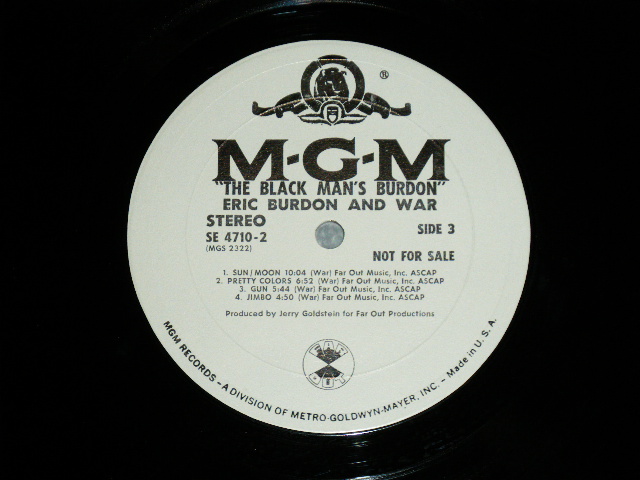 ®
M-G-M
"THE BLACK MAN'S BURDON"
ERIC BURDON AND WAR
STEREO
SE 4710-2
(MGS 2322)
SIDE 3
NOT FOR SALE
1. SUN/MOON 10:04 (War) Far Out Music, Inc. ASCAP
2. PRETTY COLORS 6:52 (War) Far Out Music, Inc. ASCAP
3. GUN 5:44 (War) Far Out Music, Inc. ASCAP
4. JIMBO 4:50 (War) Far Out Music, Inc. ASCAP
Produced by Jerry Goldstein for Far Out Productions
FAR
OUT
MGM RECORDS - A DIVISION OF METRO-GOLDWYN-MAYER, INC. - Made in U.S.A.